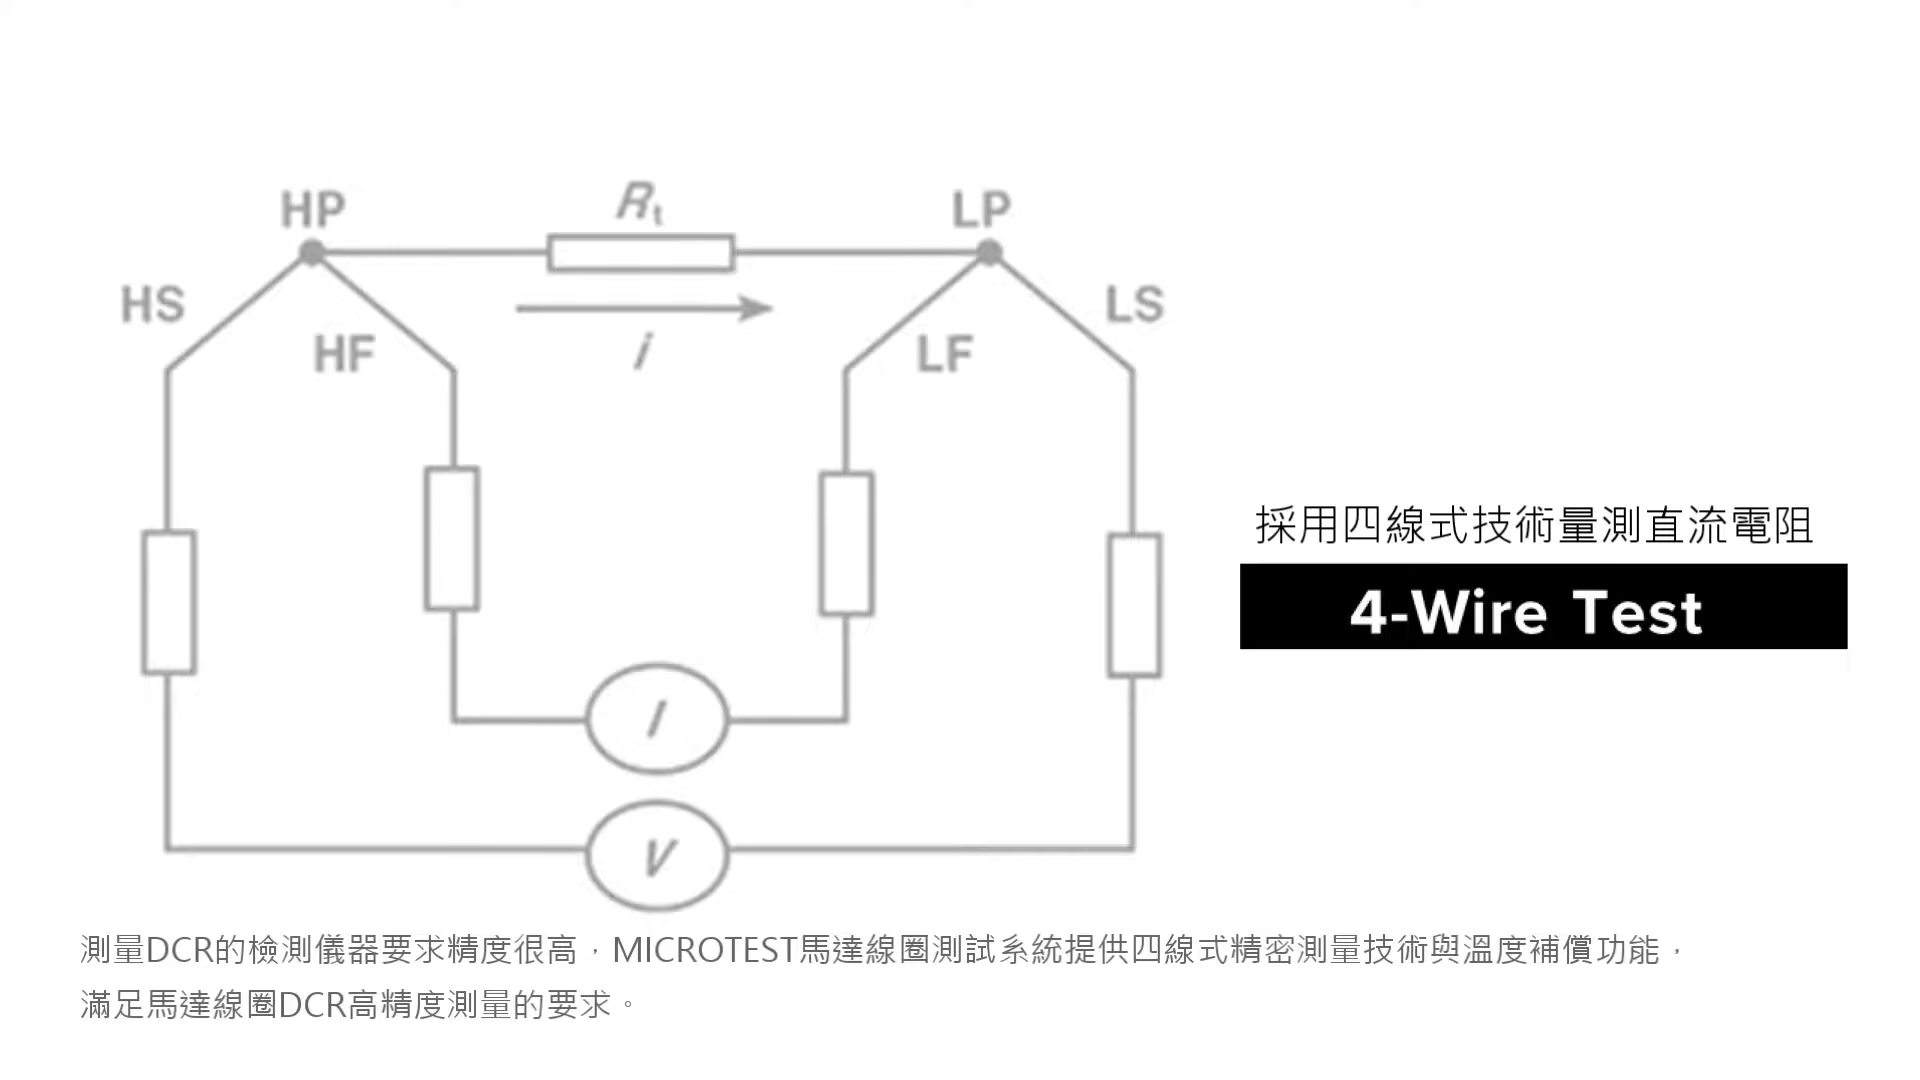 HP
Rt
LP
HS
HF
i
LF
LS
I
V
採用四線式技術量測直流電阻
4-Wire Test
測量DCR的檢測儀器要求精度很高，MICROTEST馬達線圈測試系統提供四線式精密測量技術與溫度補償功能，
滿足馬達線圈DCR高精度測量的要求。